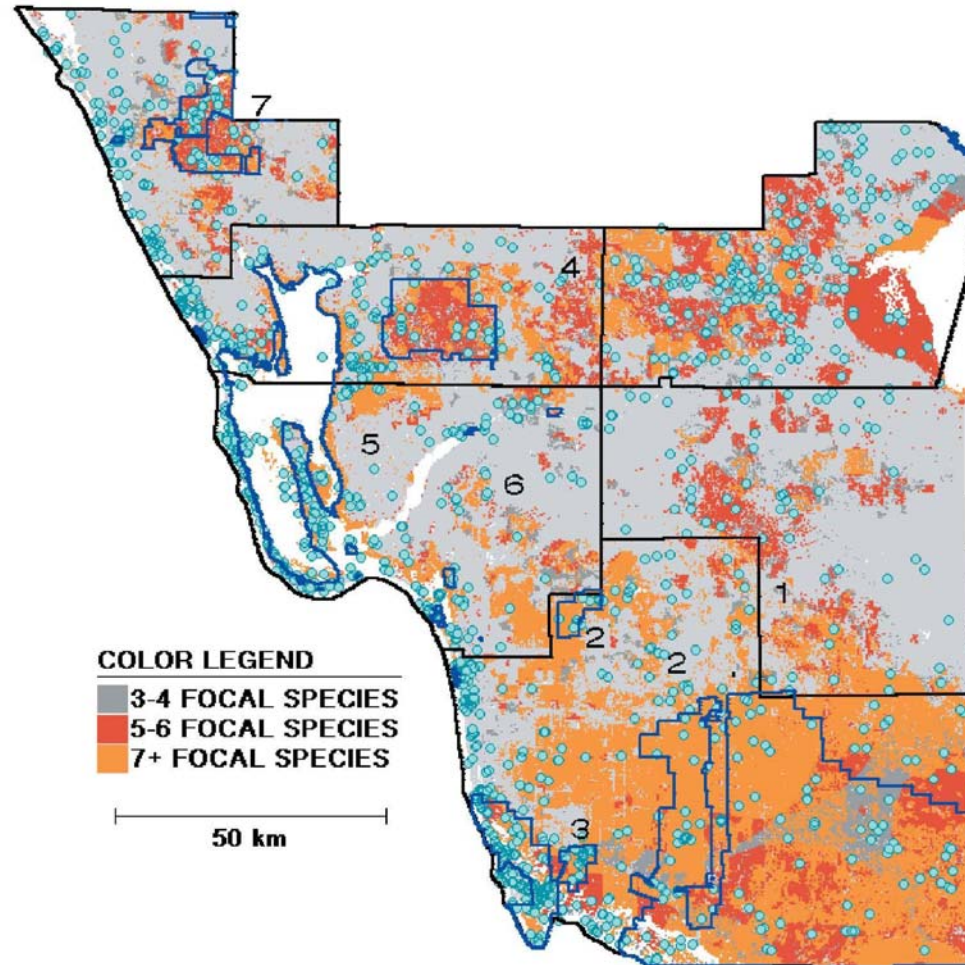 7
4
5
6
1
2
2
COLOR LEGEND
3-4 FOCAL SPECIES
5-6 FOCAL SPECIES
7+ FOCAL SPECIES
50 km
3